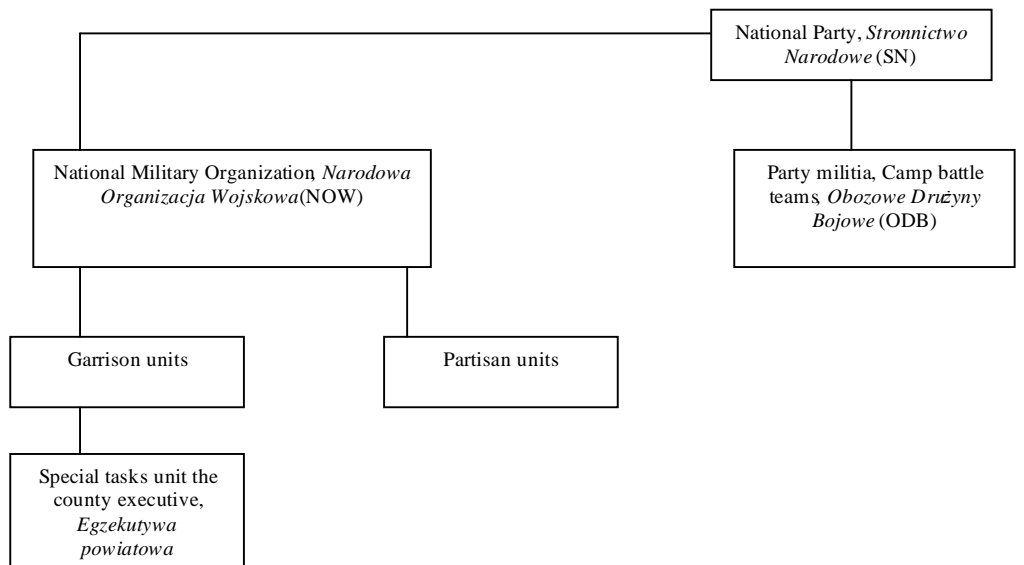 National Party, Stronnictwo
Narodowe (SN)
National Military Organization, Narodowa
Organizacja Wojskowa(NOW)
Party militia, Camp battle
teams, Obozowe Drużyny
Bojowe (ODB)
Garrison units
Partisan units
Special tasks unit the
county executive,
Egzekutywa
powiatowa